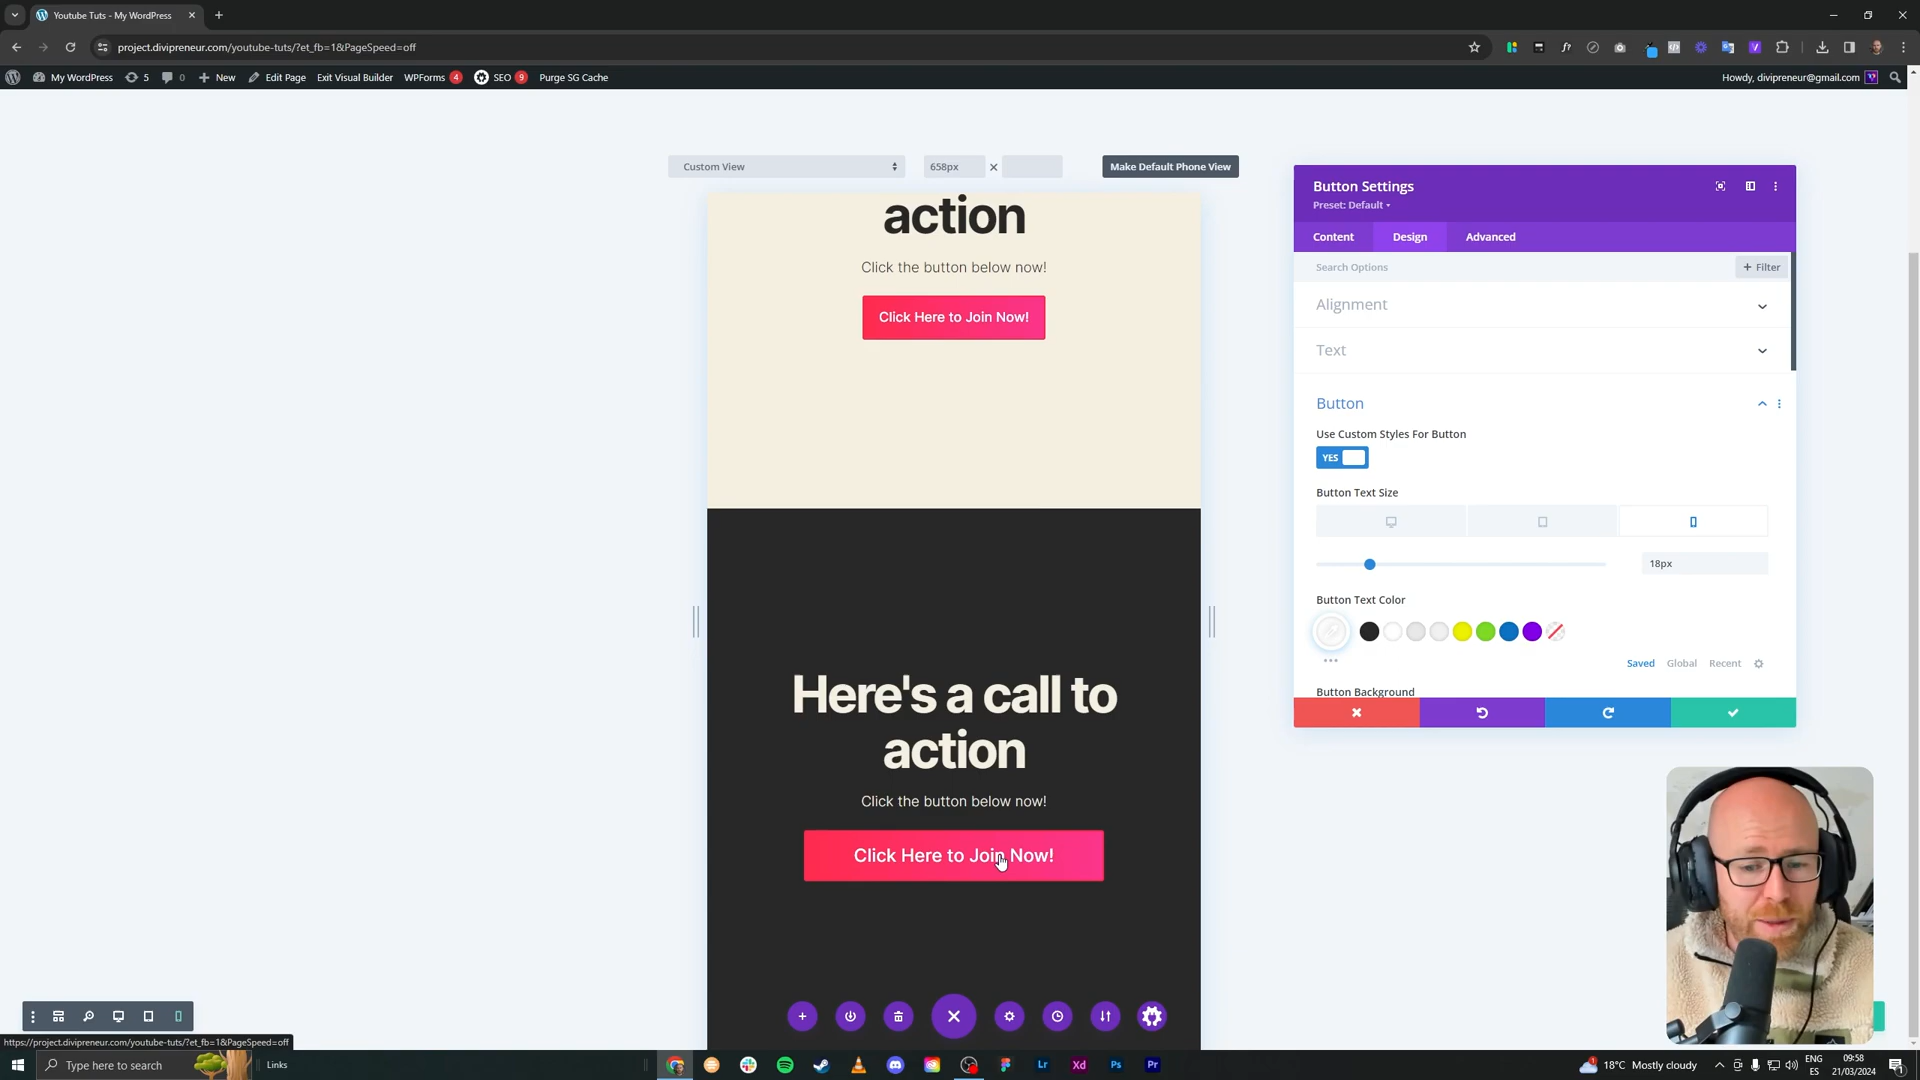 Youtube Tuts - My WordPress
project.divipreneur.com/youtube-tuts/?et_fb=1&PageSpeed=off
My WordPress
5
0
New
Edit Page
Exit Visual Builder
WPForms
4
SEO
9
Purge SG Cache
Howdy, divipreneur@gmail.com
Custom View
658px
Make Default Phone View
action
Click the button below now!
Click Here to Join Now!
Here's a call to
action
Click the button below now!
Click Here to Join Now!
Button Settings
Preset: Default
Content
Design
Advanced
Search Options
+ Filter
Alignment
Text
Button
Use Custom Styles For Button
YES
Button Text Size
18px
Button Text Color
Saved
Global
Recent
Button Background
https://project.divipreneur.com/youtube-tuts/?et_fb=1&PageSpeed=off
Type here to search
Links
Lr
Xd
Ps
Pr
1
18°C Mostly cloudy
ENG
ES
09:58
21/03/2024
1